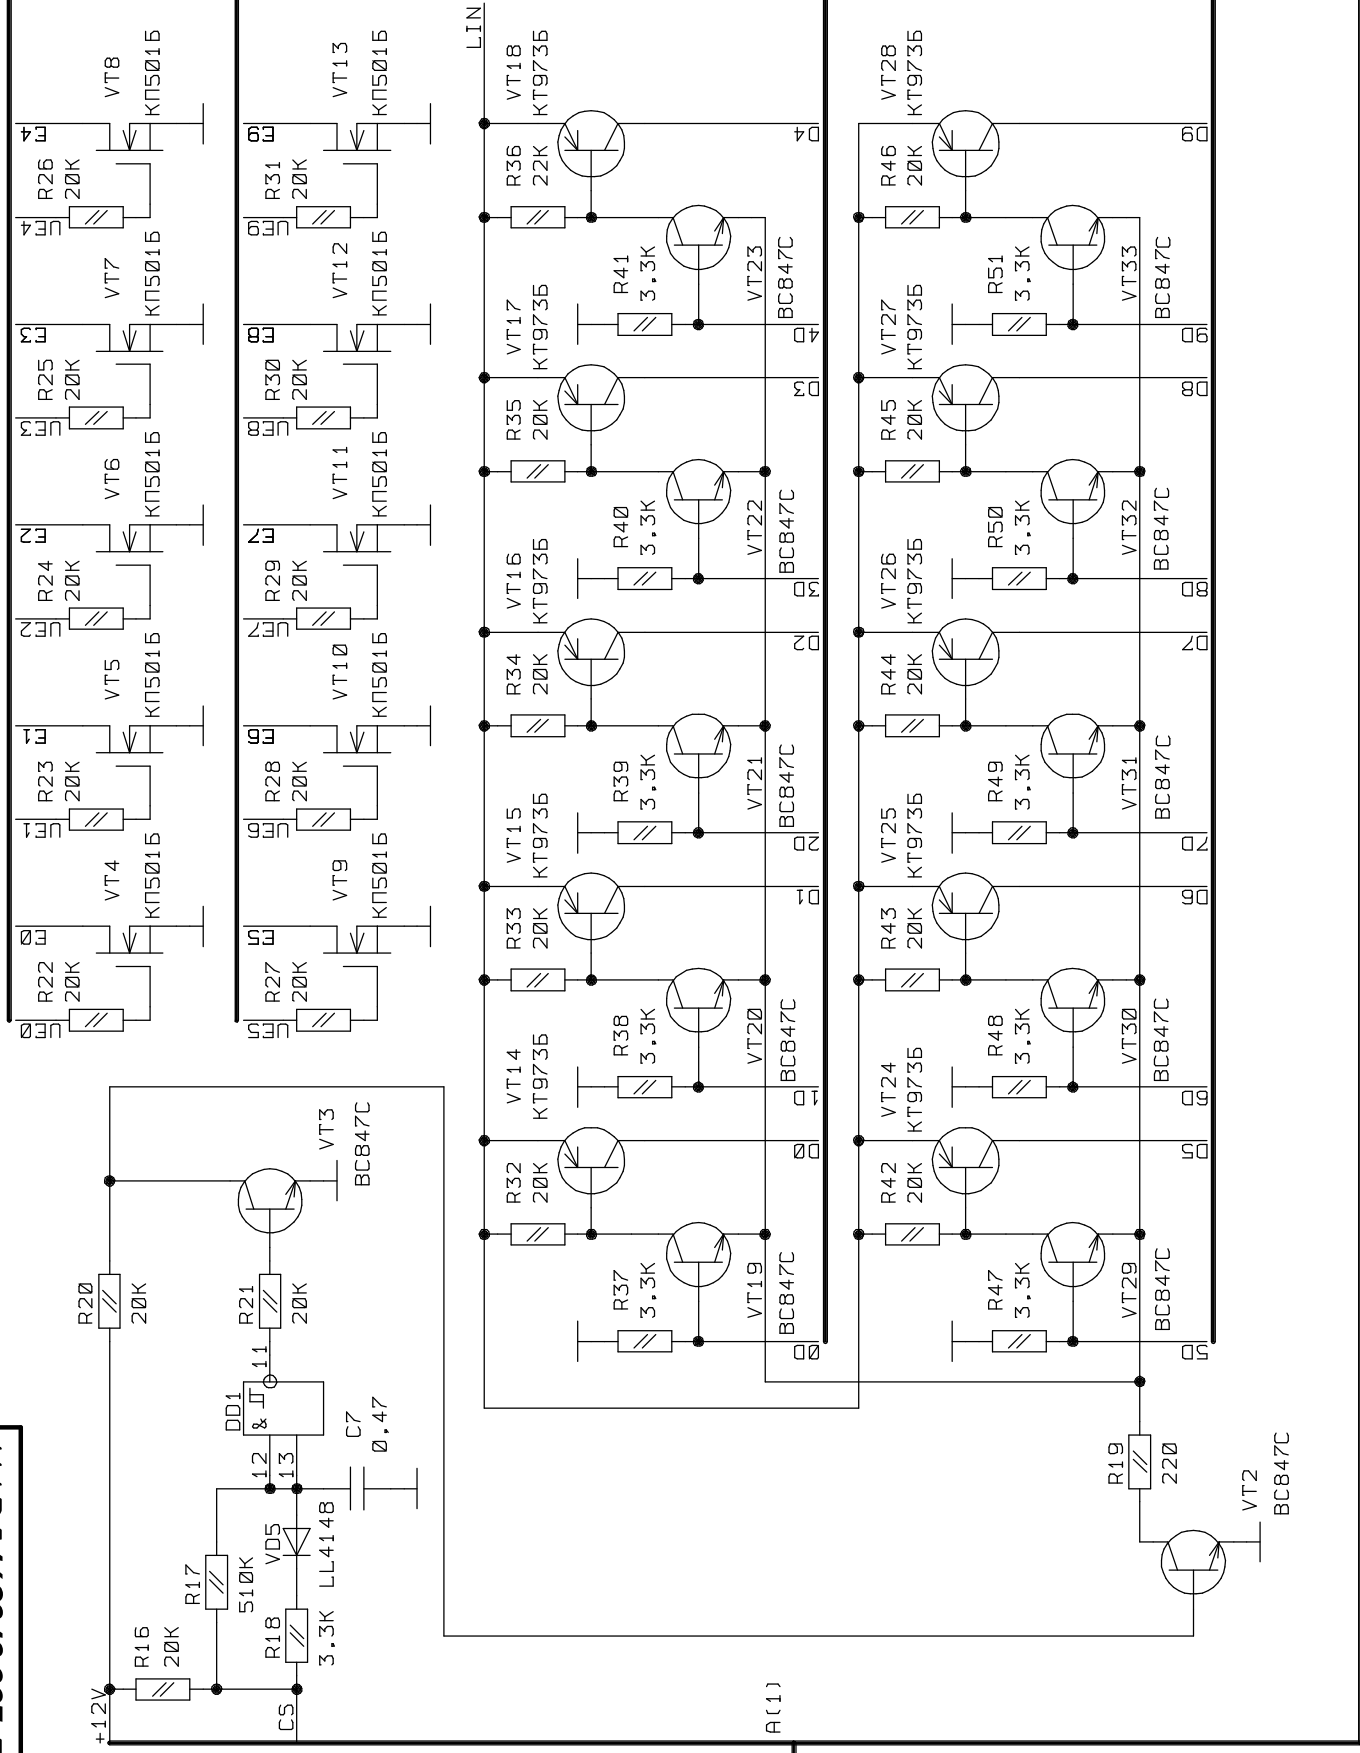 LIN
E4
VT8
КП501Б
R26
20K
UE4
E3
VT7
КП501Б
R25
20K
UE3
E2
VT6
КП501Б
R24
20K
UE2
E1
VT5
КП501Б
R23
20K
UE1
E0
VT4
КП501Б
R22
20K
UE0
E9
VT13
КП501Б
R31
20K
UE9
E8
VT12
КП501Б
R30
20K
UE8
E7
VT11
КП501Б
R29
20K
UE7
E6
VT10
КП501Б
R28
20K
UE6
E5
VT9
КП501Б
R27
20K
UE5
VT18
КТ973Б
R36
22K
D4
R41
3.3K
VT23
BC847C
4D
VT17
КТ973Б
R35
20K
D3
R40
3.3K
VT22
BC847C
3D
VT16
КТ973Б
R34
20K
D2
R39
3.3K
VT21
BC847C
2D
VT15
КТ973Б
R33
20K
D1
R38
3.3K
VT20
BC847C
1D
VT14
КТ973Б
R32
20K
D0
R37
3.3K
VT19
BC847C
0D
VT28
КТ973Б
R46
20K
D9
R51
3.3K
VT33
BC847C
9D
VT27
КТ973Б
R45
20K
D8
R50
3.3K
VT32
BC847C
8D
VT26
КТ973Б
R44
20K
D7
R49
3.3K
VT31
BC847C
7D
VT25
КТ973Б
R43
20K
D6
R48
3.3K
VT30
BC847C
6D
VT24
КТ973Б
R42
20K
D5
R47
3.3K
VT29
BC847C
5D
VT3
BC847C
R20
20K
R21
20K
11
DD1
&
12
13
C7
0,47
R17
510K
VD5
LL4148
R18
3,3K
R16
20K
+12V
CS
R19
220
VT2
BC847C
A(1)